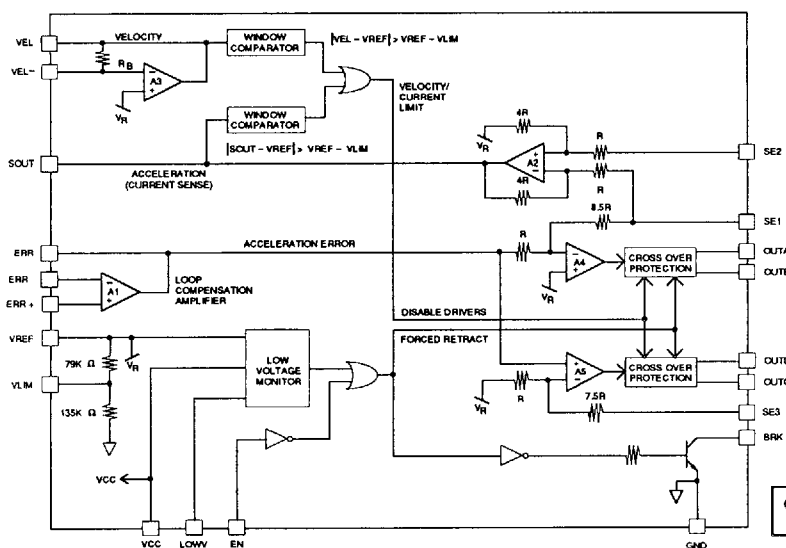 VEL
VELOCITY
WINDOW
COMPARATOR
|VEL – VREF| > VREF – VLIM
VEL–
RB
A3
–
+
VR
VELOCITY/
CURRENT
LIMIT
WINDOW
COMPARATOR
|SOUT – VREF| > VREF – VLIM
SOUT
ACCELERATION
(CURRENT SENSE)
4R
VR
R
SE2
+
A2
–
4R
R
8.5R
SE1
ERR
ACCELERATION ERROR
R
–
A4
+
VR
CROSS OVER
PROTECTION
OUTA
ERR
–
A1
+
ERR +
LOOP
COMPENSATION
AMPLIFIER
DISABLE DRIVERS
VREF
FORCED RETRACT
79K Ω
VR
LOW
VOLTAGE
MONITOR
VLIM
135K Ω
+
A5
–
CROSS OVER
PROTECTION
OUTC
VR
R
7.5R
SE3
BRK
VCC
VCC
LOWV
EN
GND